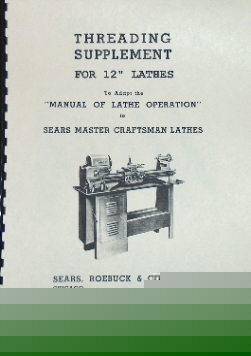 THREADING
SUPPLEMENT
FOR 12" LATHES
To Adapt the
"MANUAL OF LATHE OPERATION"
to
SEARS MASTER CRAFTSMAN LATHES
SEARS, ROEBUCK &